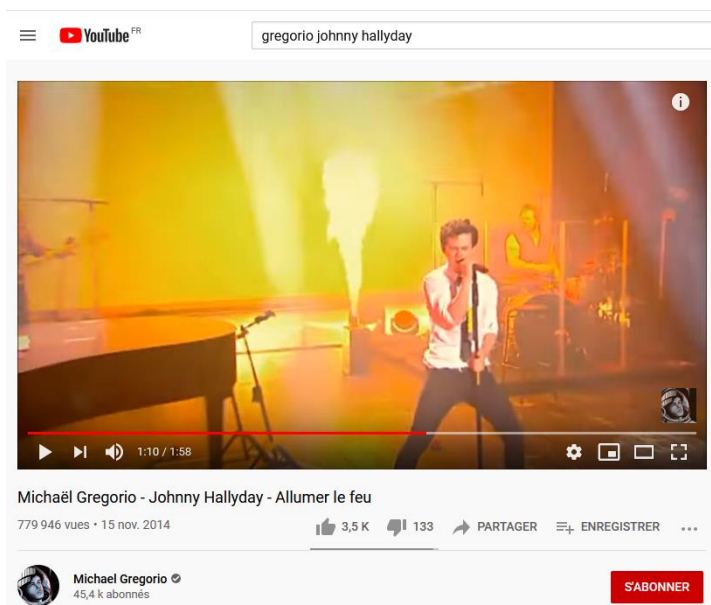 YouTube FR
gregorio johnny hallyday
i
1:10 / 1:58
Michaël Gregorio - Johnny Hallyday - Allumer le feu
779 946 vues • 15 nov. 2014
3,5 K
133
PARTAGER
ENREGISTRER
Michael Gregorio
45,4 k abonnés
S'ABONNER